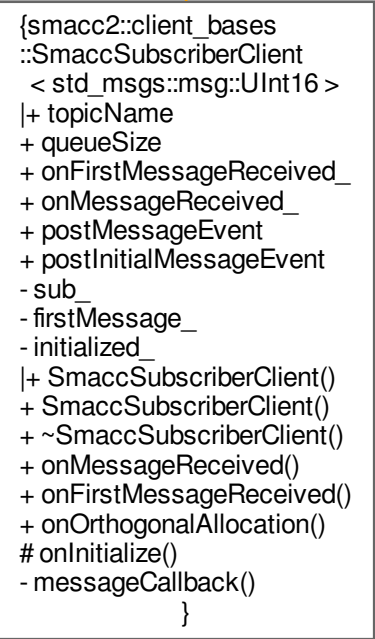 {smacc2::client_bases
::SmaccSubscriberClient
< std_msgs::msg::UInt16 >
|+ topicName
+ queueSize
+ onFirstMessageReceived_
+ onMessageReceived_
+ postMessageEvent
+ postInitialMessageEvent
- sub_
- firstMessage_
- initialized_
|+ SmaccSubscriberClient()
+ SmaccSubscriberClient()
+ ~SmaccSubscriberClient()
+ onMessageReceived()
+ onFirstMessageReceived()
+ onOrthogonalAllocation()
# onInitialize()
- messageCallback()
}